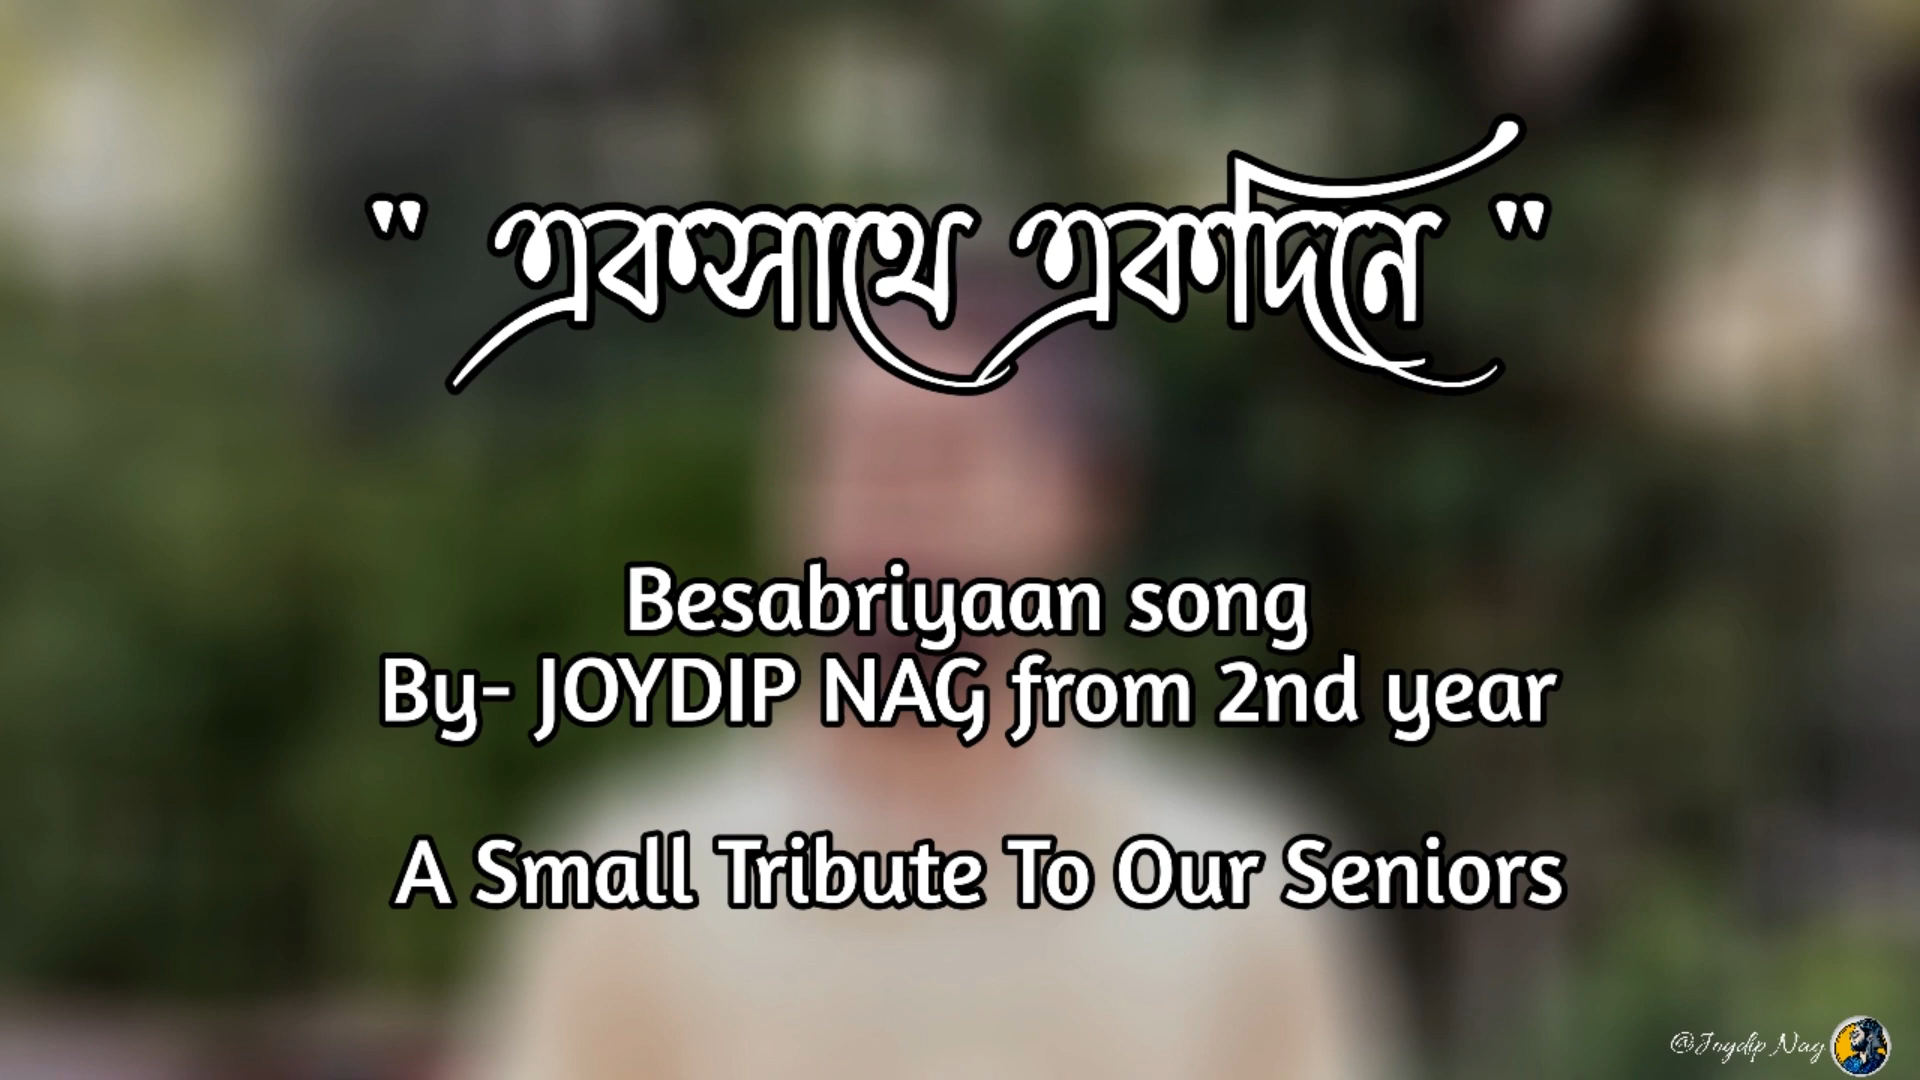 " একসাথে একদিনে "
Besabriyaan song
By- JOYDIP NAG from 2nd year
A Small Tribute To Our Seniors
@Joydip Nag